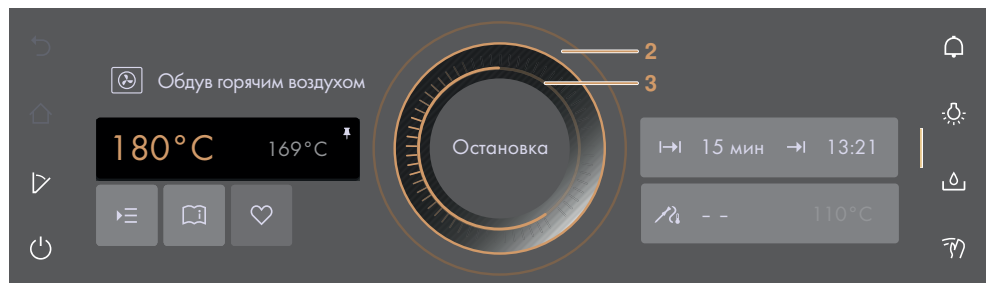 2
3
Обдув горячим воздухом
180°C 169°C
Остановка
15 мин 13:21
-- 110°C